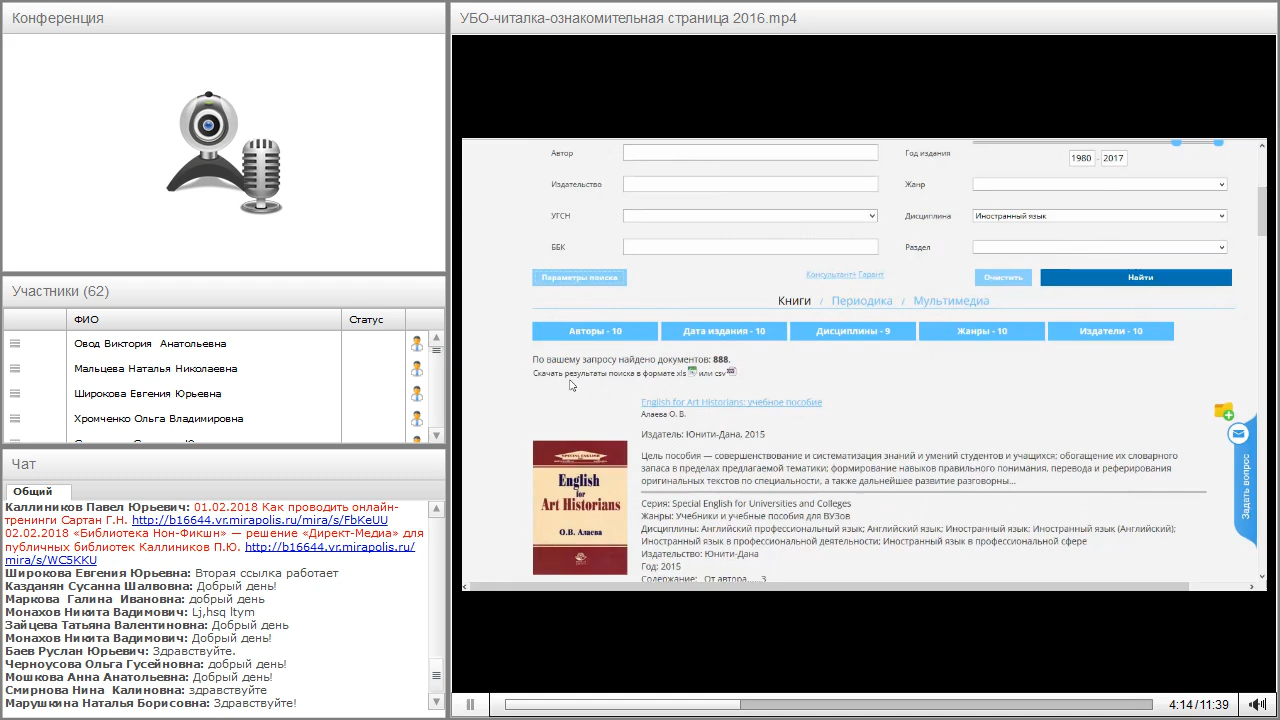 Конференция
Участники (62)
ФИО
Статус
Овод Виктория  Анатольевна
Мальцева Наталья Николаевна
Широкова Евгения Юрьевна
Хромченко Ольга Владимировна
Чат
Общий
Каллиников Павел Юрьевич: 01.02.2018 Как проводить онлайн-
тренинги Сартан Г.Н. http://b16644.vr.mirapolis.ru/mira/s/FbKeUU
02.02.2018 «Библиотека Нон-Фикшн» — решение «Директ-Медиа» для
публичных библиотек Каллиников П.Ю. http://b16644.vr.mirapolis.ru/
mira/s/WC5KKU
Широкова Евгения Юрьевна: Вторая ссылка работает
Казданян Сусанна Шалвовна: Добрый день!
Маркова  Галина  Ивановна: добрый день
Монахов Никита Вадимович: Lj,hsq ltym
Зайцева Татьяна Валентиновна: Добрый день
Монахов Никита Вадимович: Добрый день!
Баев Руслан Юрьевич: Здравствуйте.
Черноусова Ольга Гусейновна: добрый день!
Мошкова Анна Анатольевна: Добрый день!
Смирнова Нина  Калиновна: здравствуйте
Марушкина Наталья Борисовна: Здравствуйте!
УБО-читалка-ознакомительная страница 2016.mp4
Автор
Год издания
1980 - 2017
Издательство
Жанр
УГСН
Дисциплина
Иностранный язык
ББК
Раздел
Параметры поиска
Консультант+ Гарант
Очистить
Найти
Книги / Периодика / Мультимедиа
Авторы - 10
Дата издания - 10
Дисциплины - 9
Жанры - 10
Издатели - 10
По вашему запросу найдено документов: 888.
Скачать результаты поиска в формате xls или csv
English for Art Historians: учебное пособие
Алаева О. В.
Издатель: Юнити-Дана, 2015
Цель пособия — совершенствование и систематизация знаний и умений студентов и учащихся; обогащение их словарного
запаса в пределах предлагаемой тематики; формирование навыков правильного понимания, перевода и реферирования
оригинальных текстов по специальности, а также дальнейшее развитие разговорны...
Серия: Special English for Universities and Colleges
Жанры: Учебники и учебные пособия для ВУЗов
Дисциплины: Английский профессиональный язык; Английский язык; Иностранный язык; Иностранный язык (Английский);
Иностранный язык в профессиональной деятельности; Иностранный язык в профессиональной сфере
Издательство: Юнити-Дана
Год: 2015
Содержание: От автора.....3
SPECIAL ENGLISH
English
for
Art Historians
О.В. Алаева
Задать вопрос
4:14 / 11:39